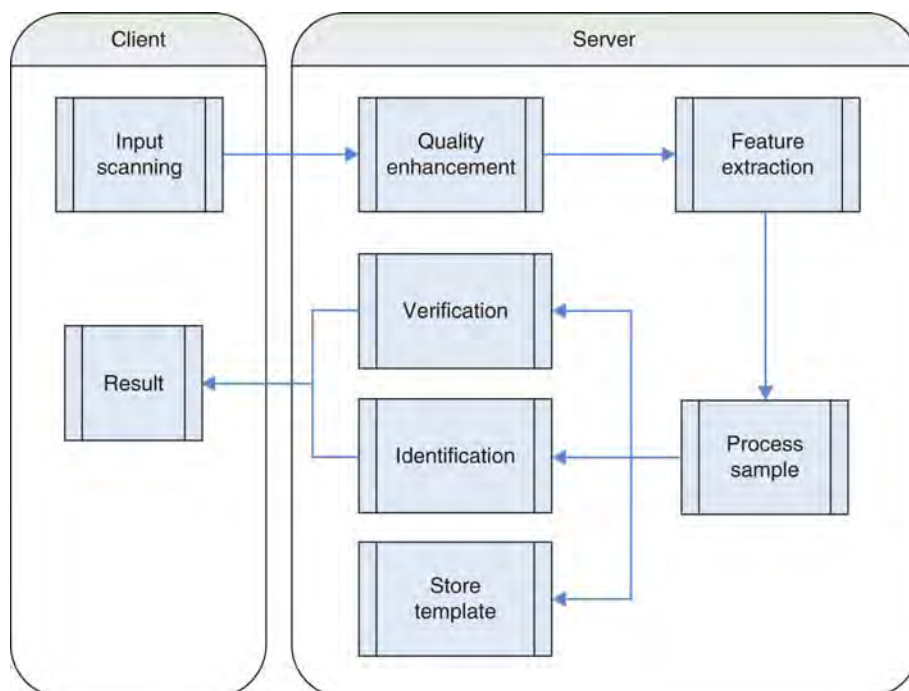 Client
Server
Input
scanning
Quality
enhancement
Feature
extraction
Verification
Result
Identification
Process
sample
Store
template